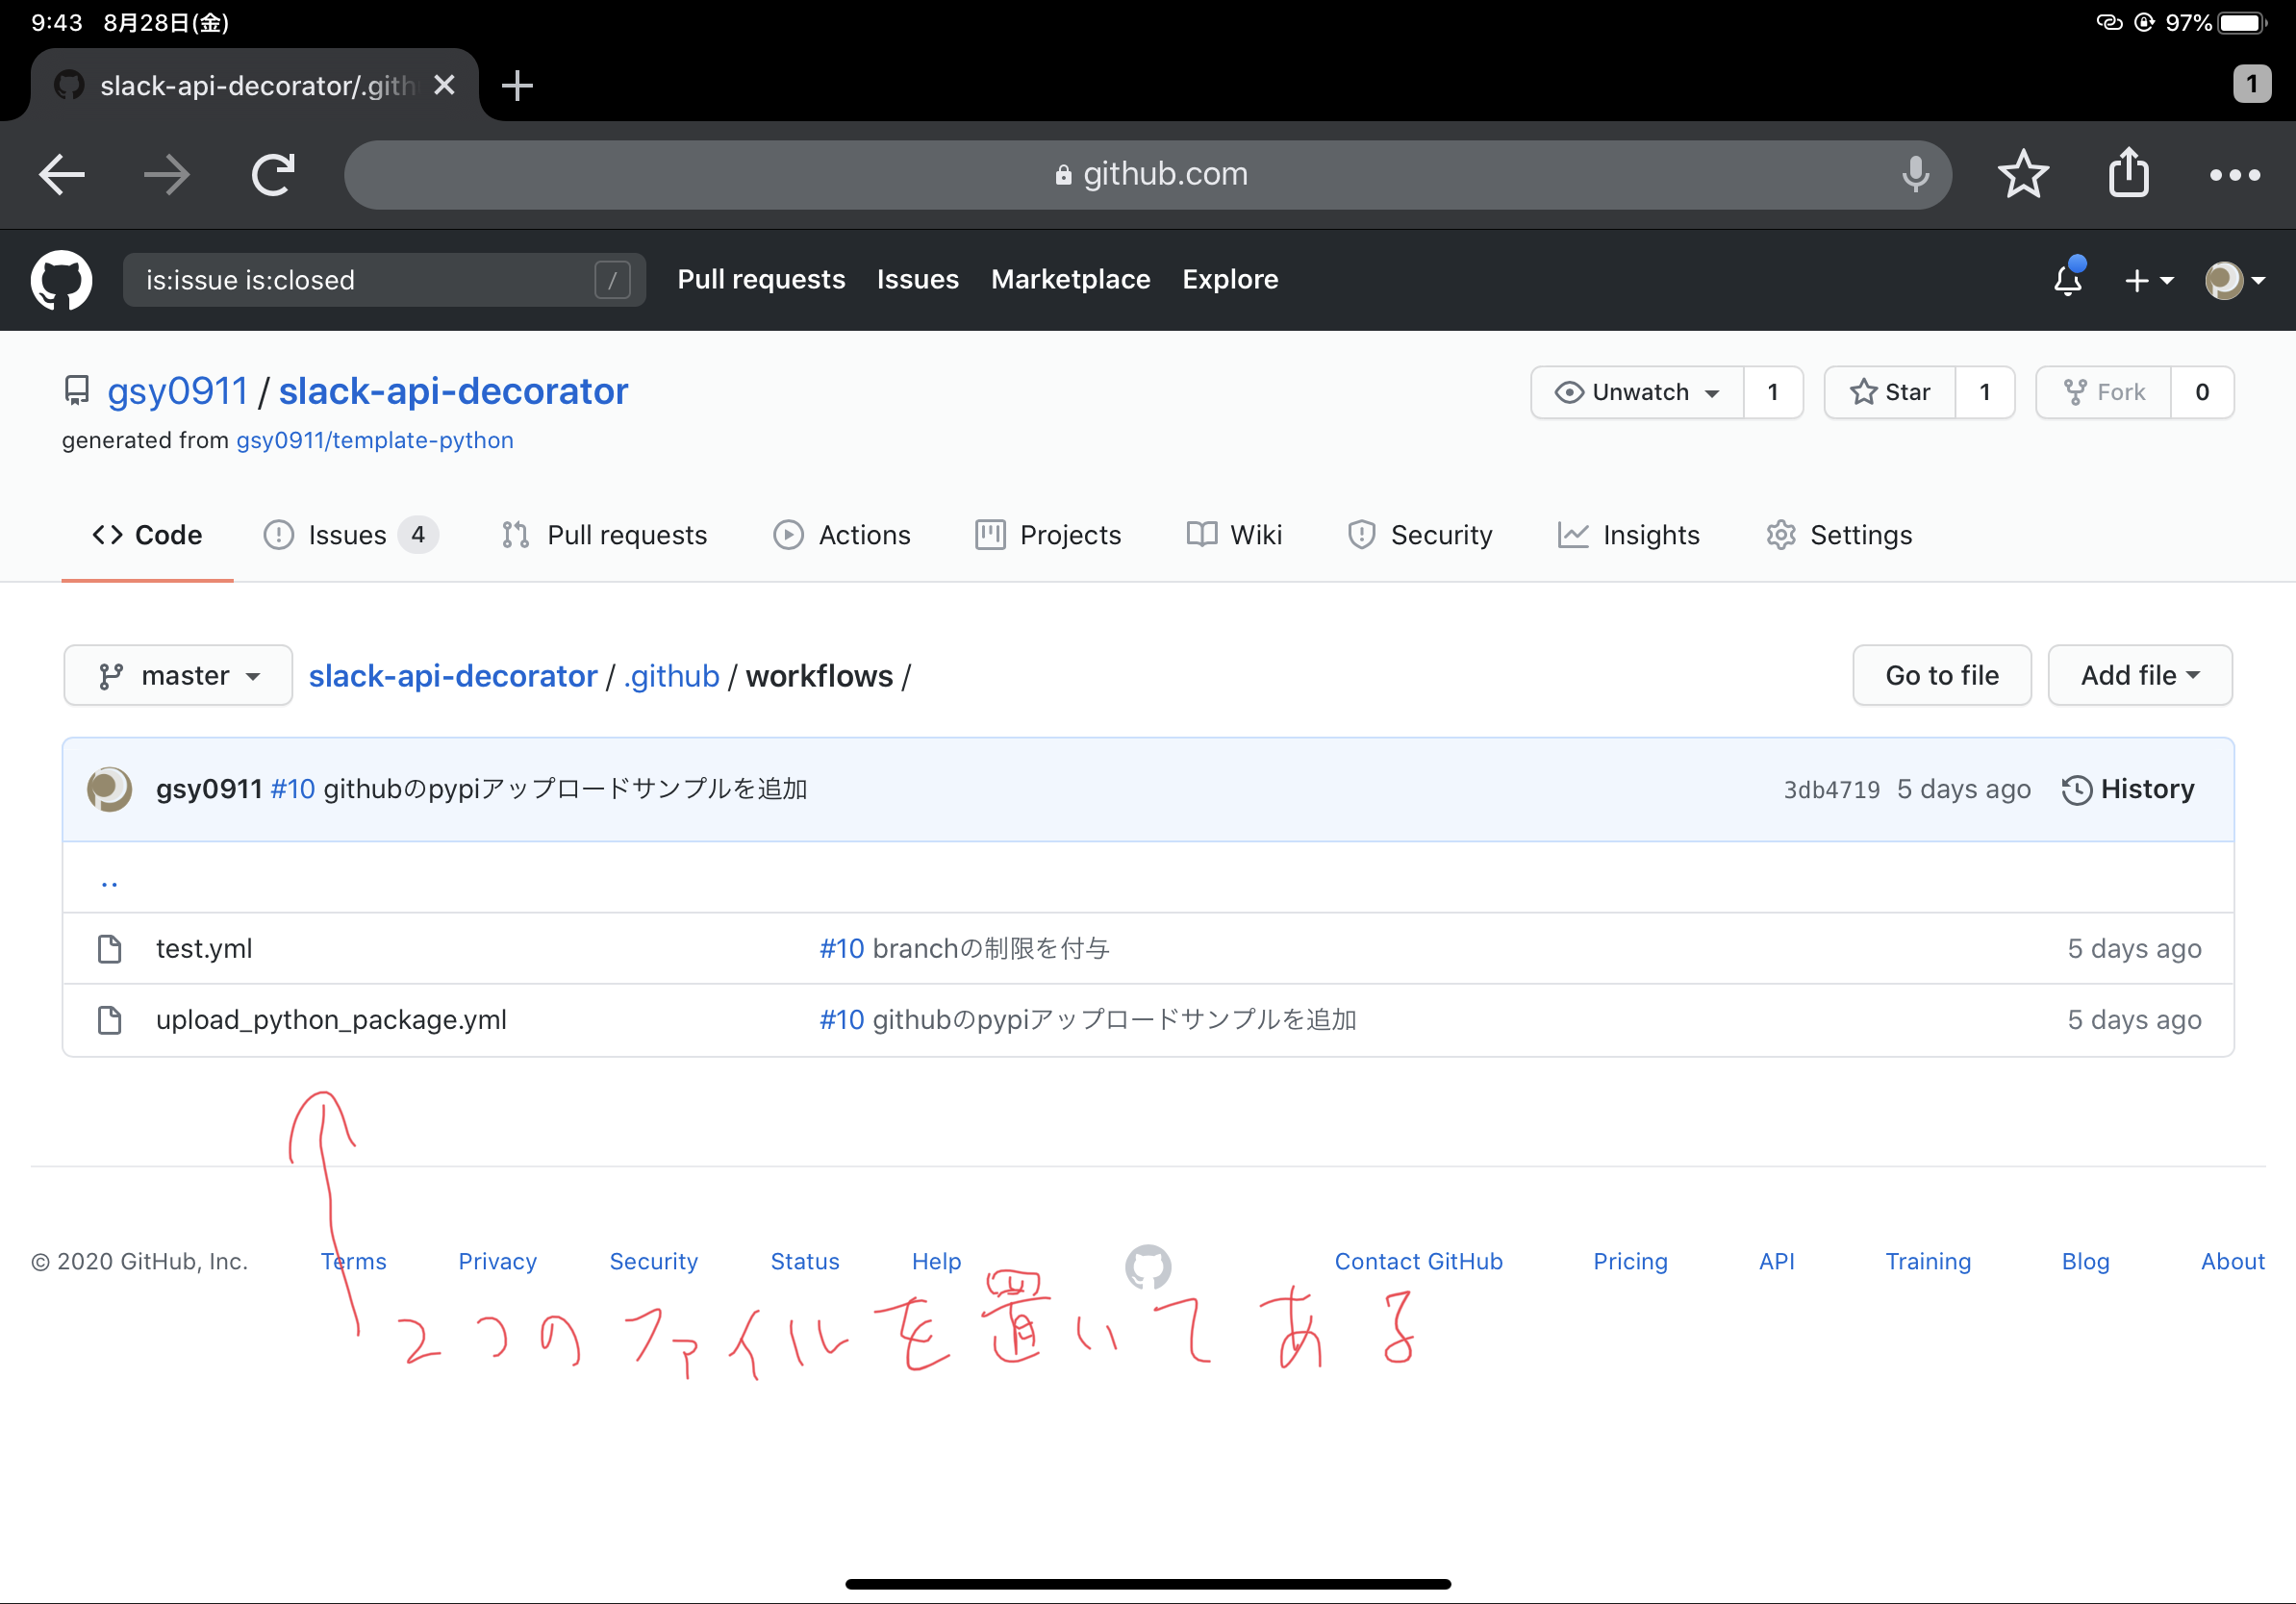 9:43 8月28日(金) 97%
slack-api-decorator/.gith 1
github.com
is:issue is:closed / Pull requests Issues Marketplace Explore
gsy0911 / slack-api-decorator Unwatch 1 Star 1 Fork 0
generated from gsy0911/template-python
Code Issues 4 Pull requests Actions Projects Wiki Security Insights Settings
master slack-api-decorator / .github / workflows / Go to file Add file
gsy0911 #10 githubのpypiアップロードサンプルを追加 3db4719 5 days ago History
..
test.yml #10 branchの制限を付与 5 days ago
upload_python_package.yml #10 githubのpypiアップロードサンプルを追加 5 days ago
© 2020 GitHub, Inc. Terms Privacy Security Status Help Contact GitHub Pricing API Training Blog About
2つのファイルを置いてある